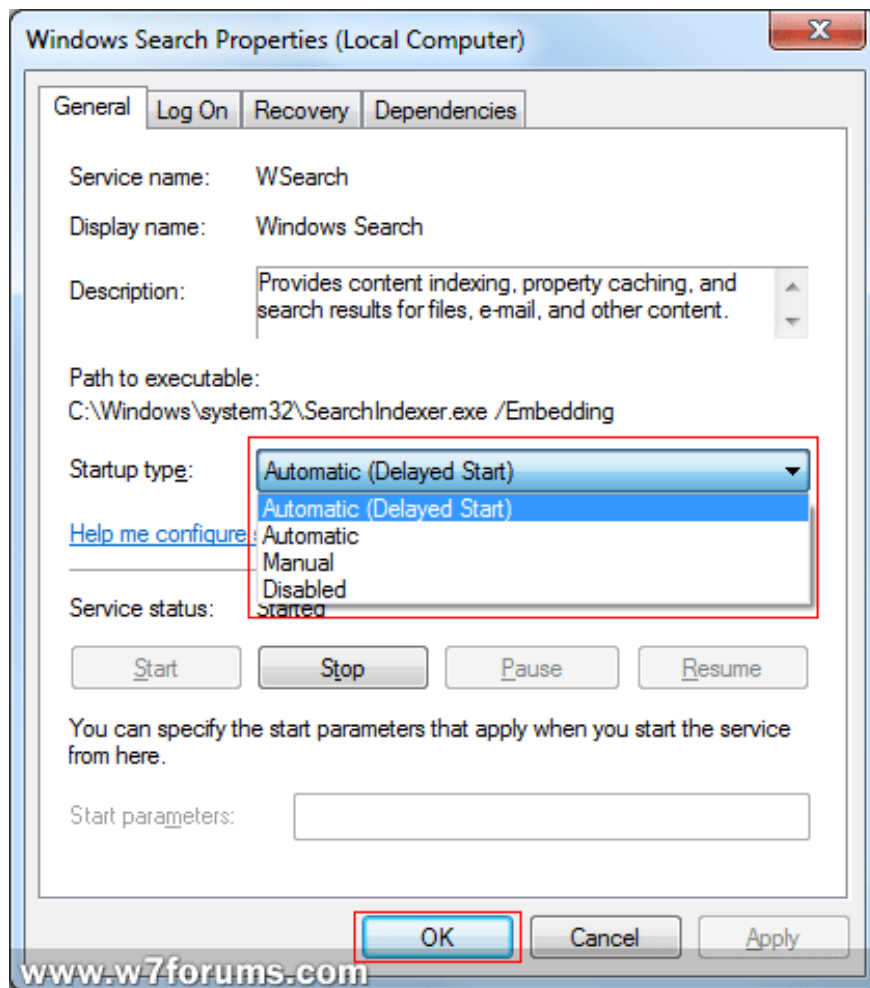 Windows Search Properties (Local Computer)
General
Log On
Recovery
Dependencies
Service name: WSearch
Display name: Windows Search
Description: Provides content indexing, property caching, and
search results for files, e-mail, and other content.
Path to executable:
C:\Windows\system32\SearchIndexer.exe /Embedding
Startup type: Automatic (Delayed Start)
Automatic (Delayed Start)
Help me configure
Automatic
Manual
Disabled
Service status: Started
Start
Stop
Pause
Resume
You can specify the start parameters that apply when you start the service
from here.
Start parameters:
OK
Cancel
Apply
www.w7forums.com